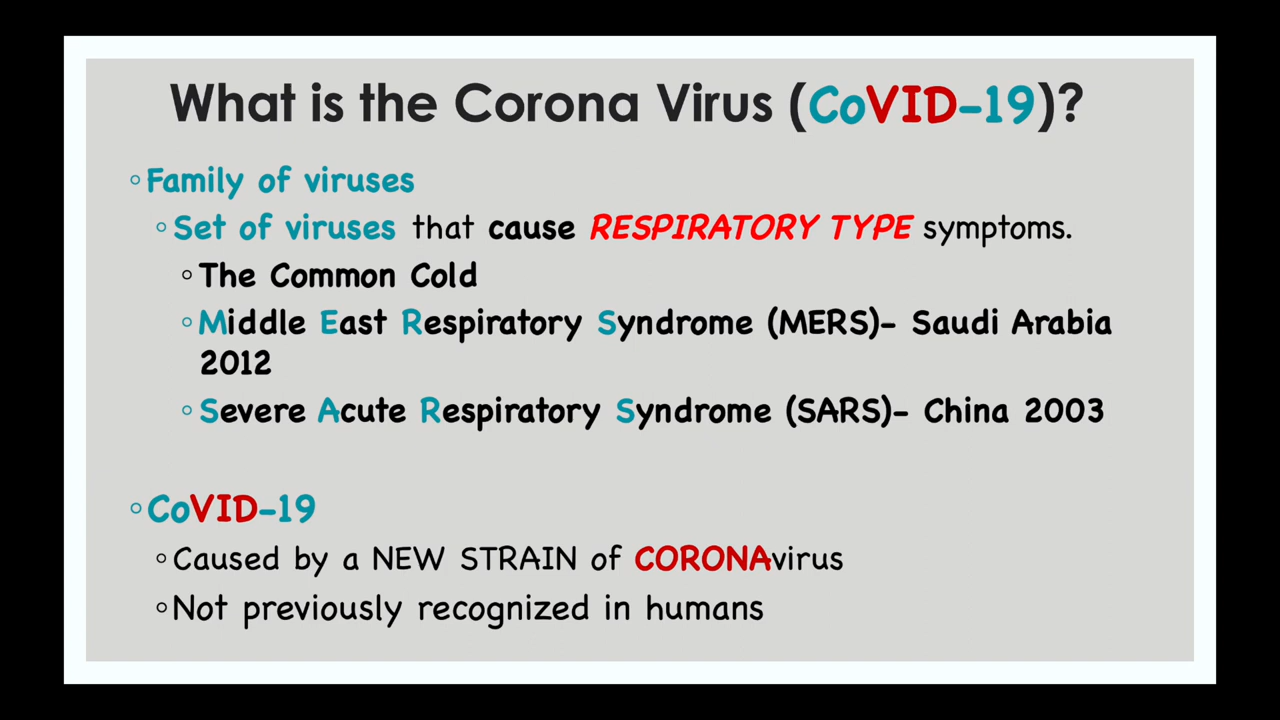 What is the Corona Virus (CoVID-19)?
◦Family of viruses
◦Set of viruses that cause RESPIRATORY TYPE symptoms.
◦The Common Cold
◦Middle East Respiratory Syndrome (MERS)- Saudi Arabia
2012
◦Severe Acute Respiratory Syndrome (SARS)- China 2003
◦CoVID-19
◦Caused by a NEW STRAIN of CORONAvirus
◦Not previously recognized in humans